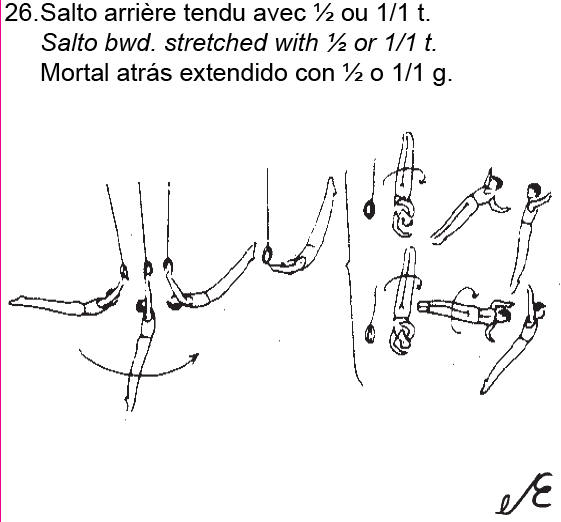 26.Salto arrière tendu avec ½ ou 1/1 t.
Salto bwd. stretched with ½ or 1/1 t.
Mortal atrás extendido con ½ o 1/1 g.